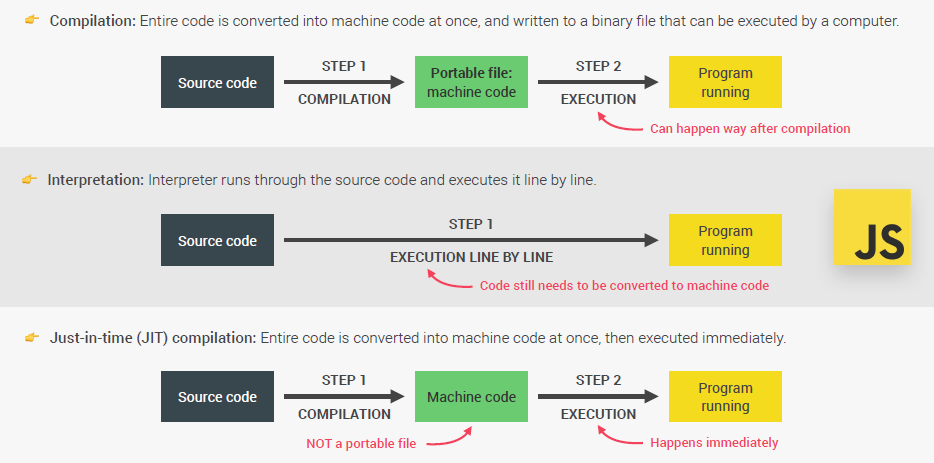 Compilation: Entire code is converted into machine code at once, and written to a binary file that can be executed by a computer.
Source code
STEP 1
COMPILATION
Portable file:
machine code
STEP 2
EXECUTION
Program
running
Can happen way after compilation
Interpretation: Interpreter runs through the source code and executes it line by line.
Source code
STEP 1
EXECUTION LINE BY LINE
Program
running
Code still needs to be converted to machine code
JS
Just-in-time (JIT) compilation: Entire code is converted into machine code at once, then executed immediately.
Source code
STEP 1
COMPILATION
Machine code
STEP 2
EXECUTION
Program
running
NOT a portable file
Happens immediately